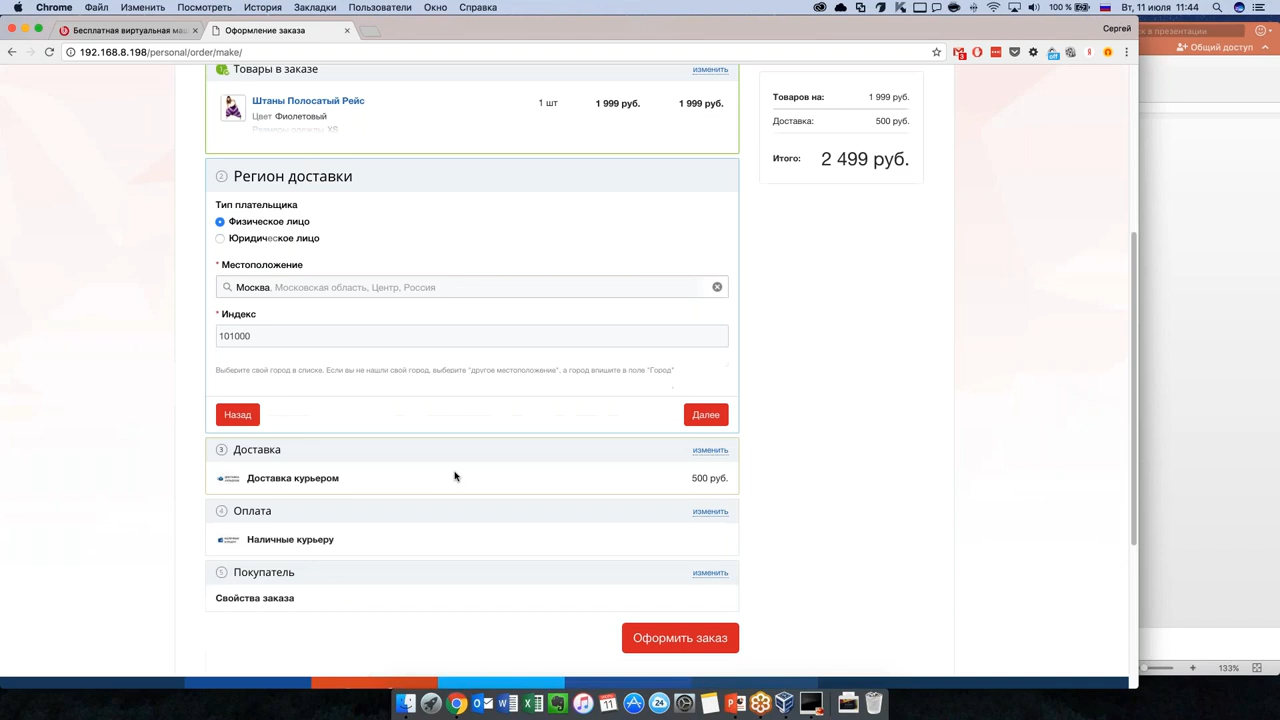 Chrome Файл Изменить Посмотреть История Закладки Пользователи Окно Справка 100 % Вт, 11 июля 11:44
Бесплатная виртуальная маш
Оформление заказа
Сергей
к в презентации
192.168.8.198/personal/order/make/
Общий доступ
Товары в заказе
изменить
Штаны Полосатый Рейс
1 шт
1 999 руб.
1 999 руб.
Цвет Фиолетовый
Размеры одежды XS
Товаров на: 1 999 руб.
Доставка: 500 руб.
Итого: 2 499 руб.
2 Регион доставки
Тип плательщика
Физическое лицо
Юридическое лицо
* Местоположение
Москва, Московская область, Центр, Россия
* Индекс
101000
Выберите свой город в списке. Если вы не нашли свой город, выберите "другое местоположение", а город впишите в поле "Город"
Назад
Далее
3 Доставка
изменить
Доставка курьером
500 руб.
4 Оплата
изменить
Наличные курьеру
5 Покупатель
изменить
Свойства заказа
Оформить заказ
133%